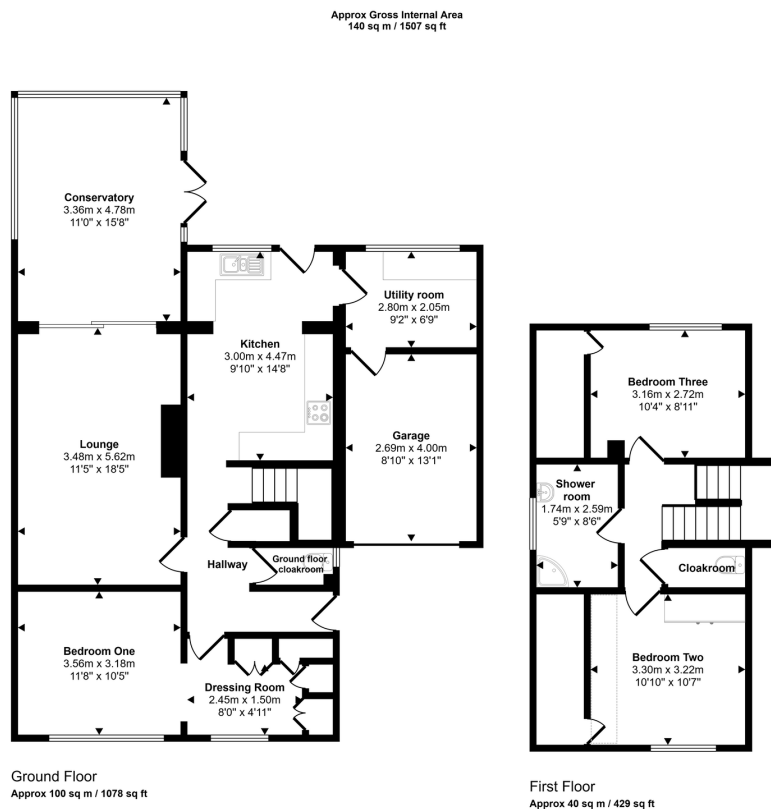 Approx Gross Internal Area
140 sq m / 1507 sq ft
Conservatory
3.36m x 4.78m
11'0" x 15'8"
Utility room
2.80m x 2.05m
9'2" x 6'9"
Kitchen
3.00m x 4.47m
9'10" x 14'8"
Lounge
3.48m x 5.62m
11'5" x 18'5"
Garage
2.69m x 4.00m
8'10" x 13'1"
Hallway
Ground floor
cloakroom
Bedroom One
3.56m x 3.18m
11'8" x 10'5"
Dressing Room
2.45m x 1.50m
8'0" x 4'11"
Ground Floor
Approx 100 sq m / 1078 sq ft
Bedroom Three
3.16m x 2.72m
10'4" x 8'11"
Shower
room
1.74m x 2.59m
5'9" x 8'6"
Cloakroom
Bedroom Two
3.30m x 3.22m
10'10" x 10'7"
First Floor
Approx 40 sq m / 429 sq ft